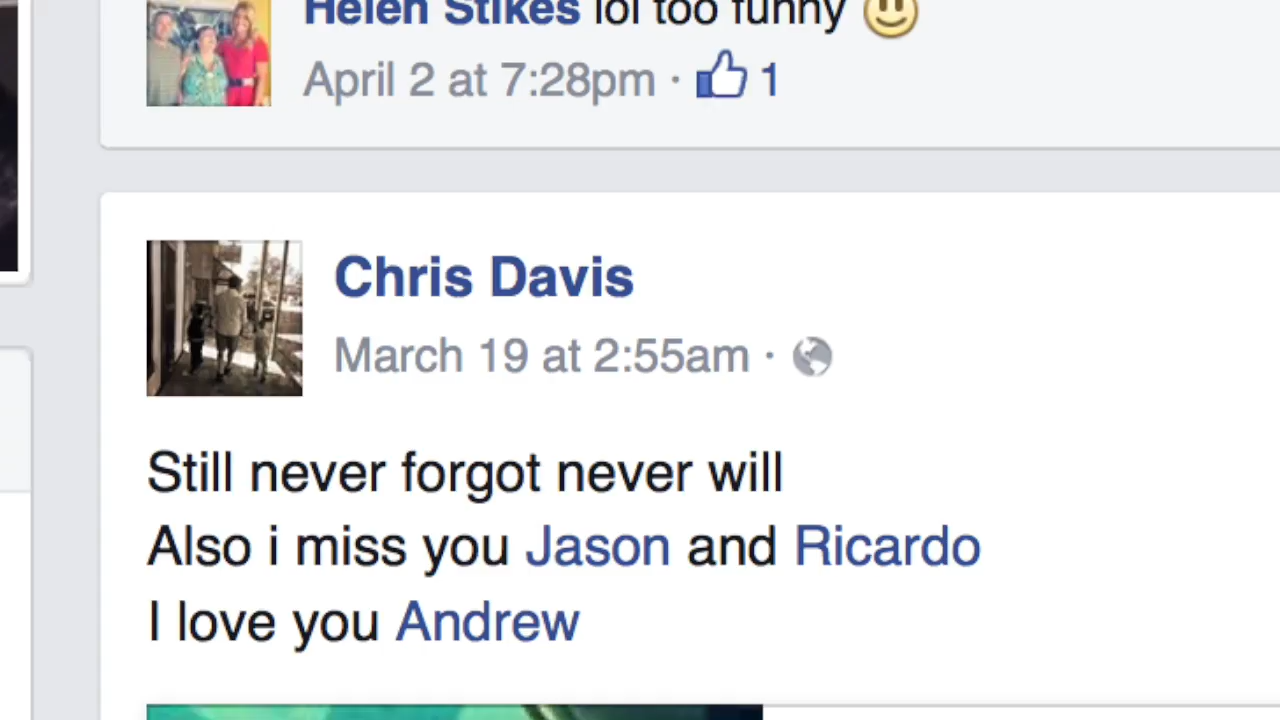 Helen Stikes lol too funny
April 2 at 7:28pm · 1
Chris Davis
March 19 at 2:55am ·
Still never forgot never will
Also i miss you Jason and Ricardo
I love you Andrew